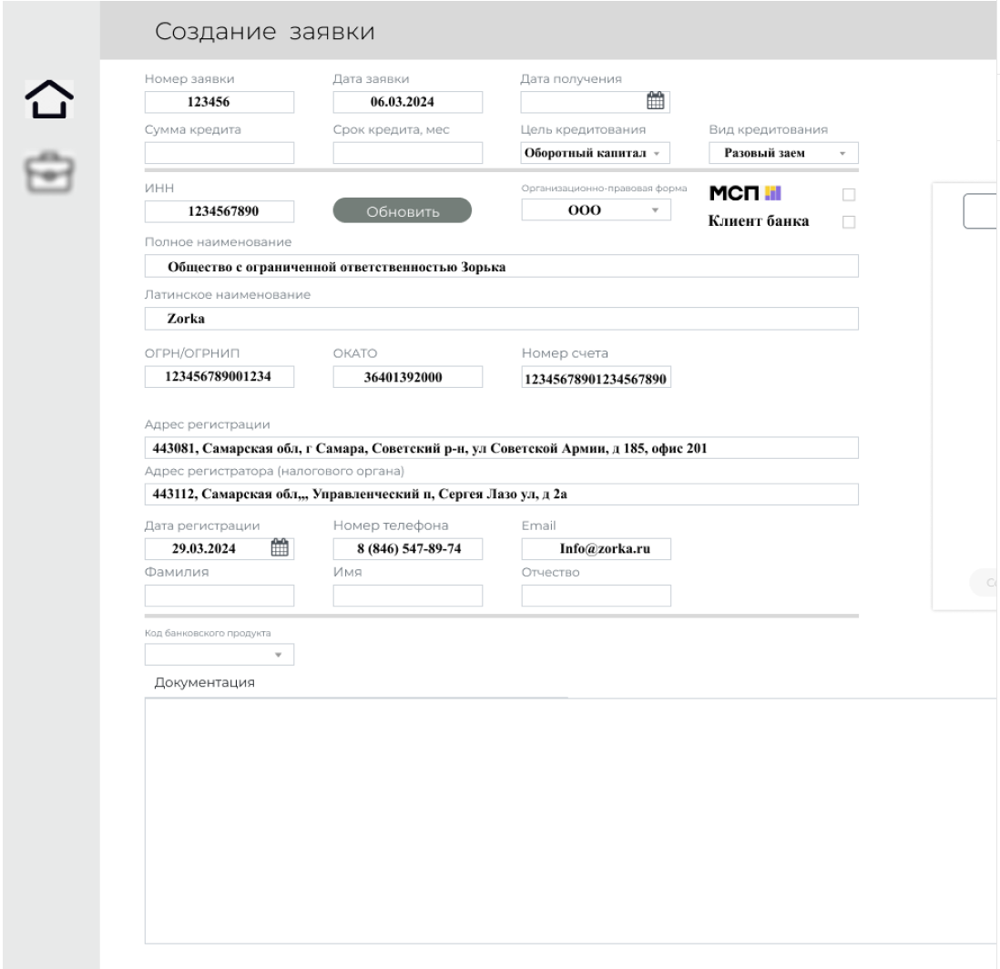 Создание заявки
Номер заявки Дата заявки Дата получения
123456 06.03.2024
Сумма кредита Срок кредита, мес Цель кредитования Вид кредитования
Оборотный капитал Разовый заем
ИНН Организационно-правовая форма МСП
1234567890 Обновить ООО Клиент банка
Полное наименование
Общество с ограниченной ответственностью Зорька
Латинское наименование
Zorka
ОГРН/ОГРНИП ОКАТО Номер счета
123456789001234 36401392000 12345678901234567890
Адрес регистрации
443081, Самарская обл, г Самара, Советский р-н, ул Советской Армии, д 185, офис 201
Адрес регистратора (налогового органа)
443112, Самарская обл,,, Управленческий п, Сергея Лазо ул, д 2а
Дата регистрации Номер телефона Email
29.03.2024 8 (846) 547-89-74 Info@zorka.ru
Фамилия Имя Отчество
Код банковского продукта
Документация